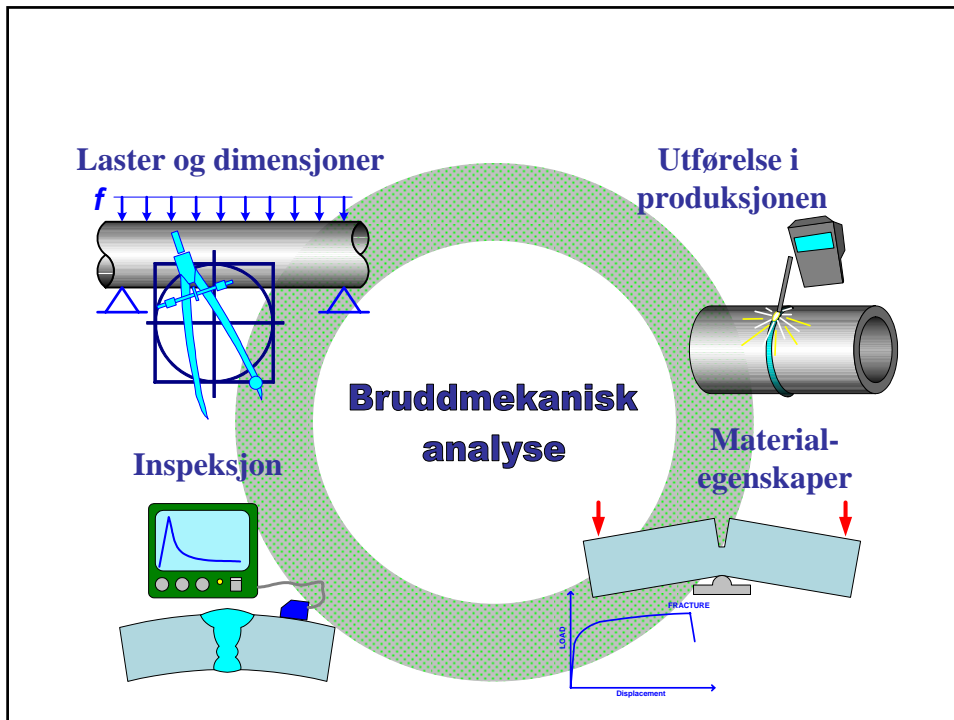 Laster og dimensjoner
f
Utførelse i
produksjonen
Bruddmekanisk
analyse
Inspeksjon
Material-
egenskaper
FRACTURE
LOAD
Displacement